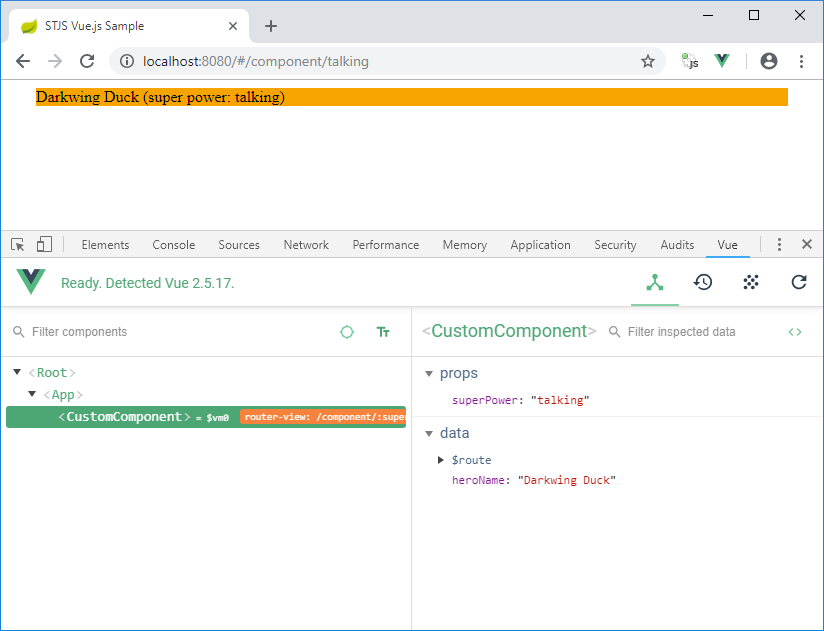 STJS Vue.js Sample
localhost:8080/#/component/talking
JS
Darkwing Duck (super power: talking)
Elements Console Sources Network Performance Memory Application Security Audits Vue
Ready. Detected Vue 2.5.17.
Filter components
<CustomComponent> Filter inspected data
<Root>
<App>
<CustomComponent> = $vm0 router-view: /component/:super
props
superPower: "talking"
data
$route
heroName: "Darkwing Duck"